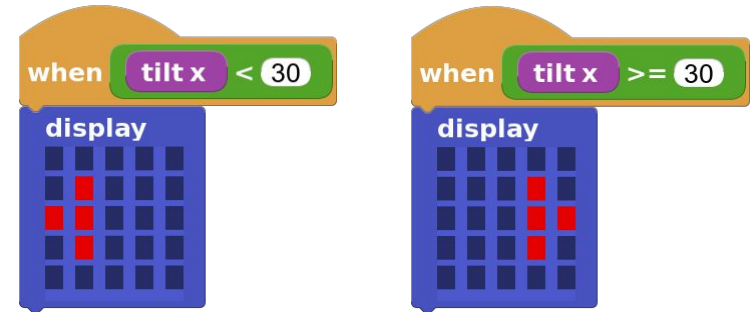 when tilt x < 30
display
when tilt x >= 30
display